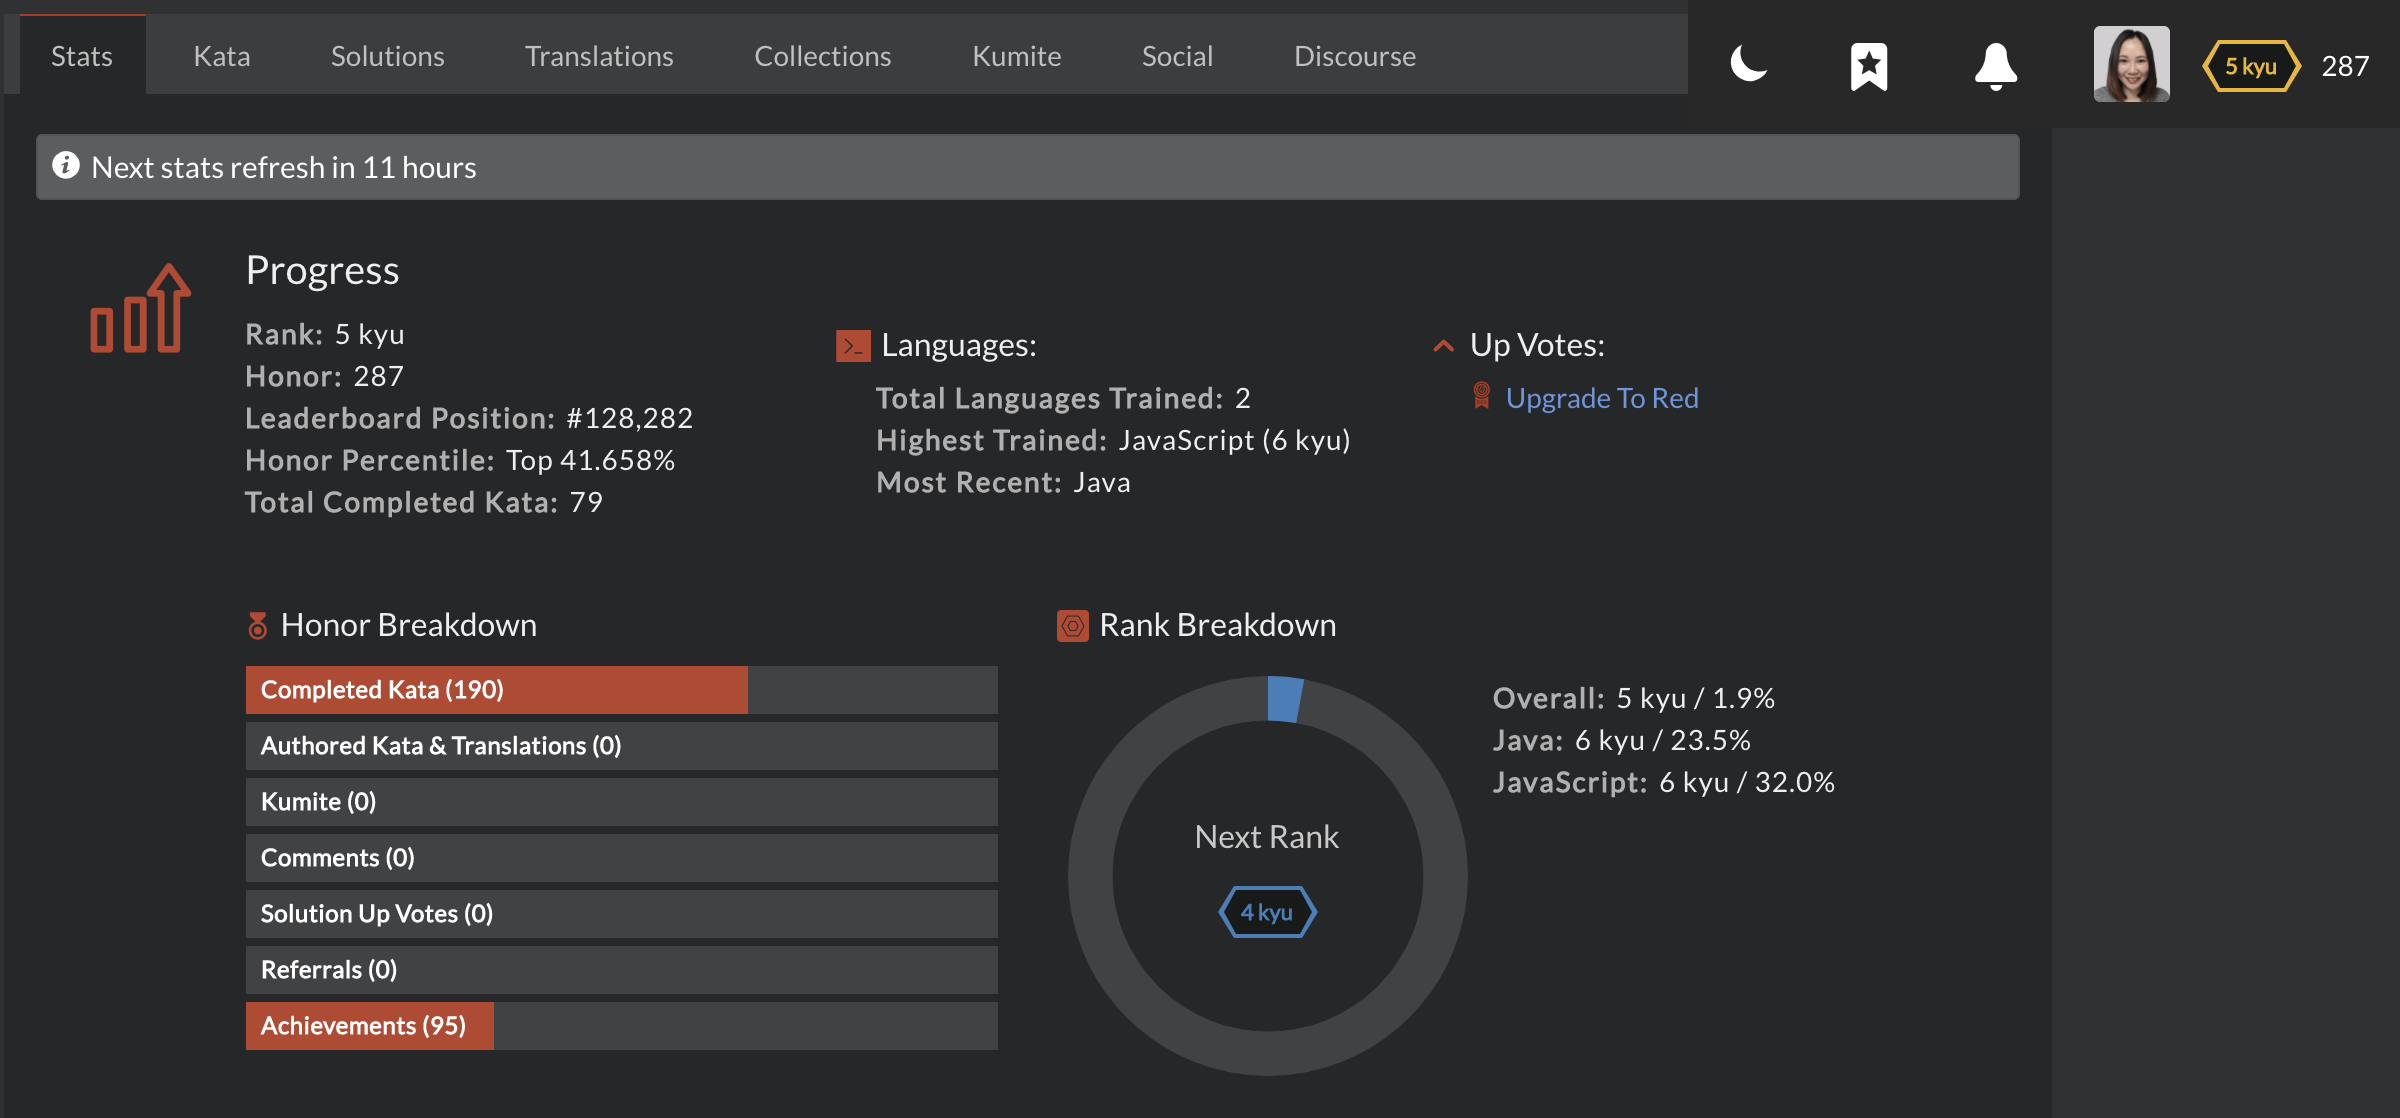 Stats
Kata
Solutions
Translations
Collections
Kumite
Social
Discourse
5 kyu
287
Next stats refresh in 11 hours
Progress
Rank: 5 kyu
Honor: 287
Leaderboard Position: #128,282
Honor Percentile: Top 41.658%
Total Completed Kata: 79
Languages:
Total Languages Trained: 2
Highest Trained: JavaScript (6 kyu)
Most Recent: Java
Up Votes:
Upgrade To Red
Honor Breakdown
Completed Kata (190)
Authored Kata & Translations (0)
Kumite (0)
Comments (0)
Solution Up Votes (0)
Referrals (0)
Achievements (95)
Rank Breakdown
Next Rank
4 kyu
Overall: 5 kyu / 1.9%
Java: 6 kyu / 23.5%
JavaScript: 6 kyu / 32.0%